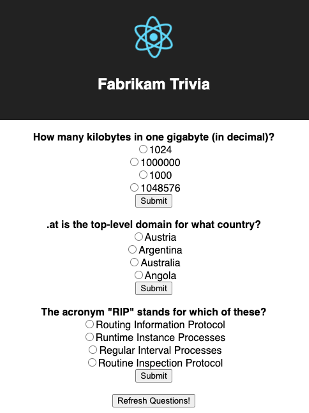 Fabrikam Trivia
How many kilobytes in one gigabyte (in decimal)?
1024
1000000
1000
1048576
Submit
.at is the top-level domain for what country?
Austria
Argentina
Australia
Angola
Submit
The acronym "RIP" stands for which of these?
Routing Information Protocol
Runtime Instance Processes
Regular Interval Processes
Routine Inspection Protocol
Submit
Refresh Questions!